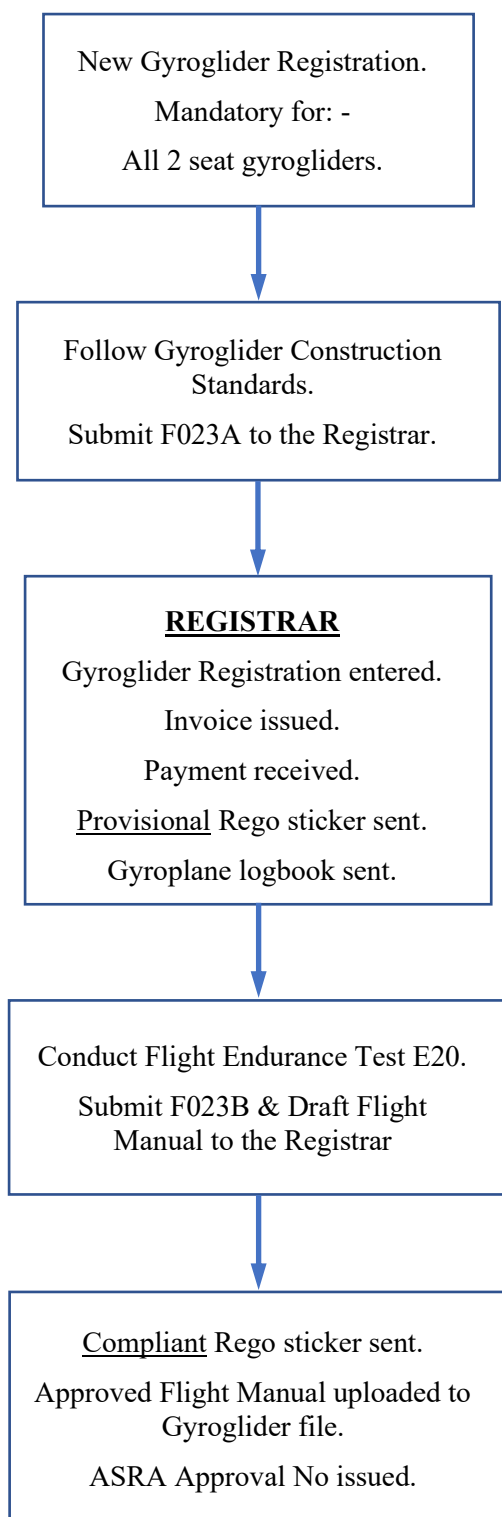 New Gyroglider Registration.
Mandatory for: -
All 2 seat gyrogliders.
Follow Gyroglider Construction
Standards.
Submit F023A to the Registrar.
REGISTRAR
Gyroglider Registration entered.
Invoice issued.
Payment received.
Provisional Rego sticker sent.
Gyroplane logbook sent.
Conduct Flight Endurance Test E20.
Submit F023B & Draft Flight
Manual to the Registrar
Compliant Rego sticker sent.
Approved Flight Manual uploaded to
Gyroglider file.
ASRA Approval No issued.